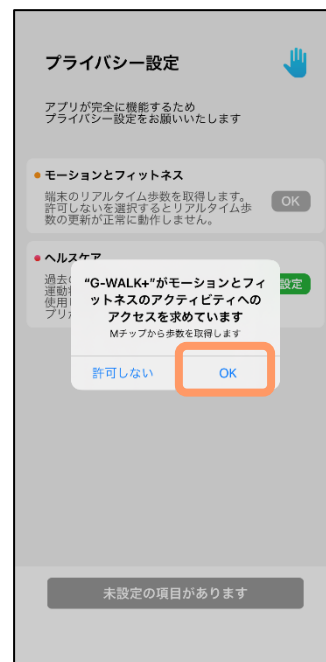 プライバシー設定
アプリが完全に機能するため
プライバシー設定をお願いいたします
モーションとフィットネス
端末のリアルタイム歩数を取得します。
許可しないを選択するとリアルタイム歩
数の更新が正常に動作しません。
OK
ヘルスケア
過去
運動
使用
プリ
設定
“G-WALK+”がモーションとフィ
ットネスのアクティビティへの
アクセスを求めています
Mチップから歩数を取得します
許可しない
OK
未設定の項目があります